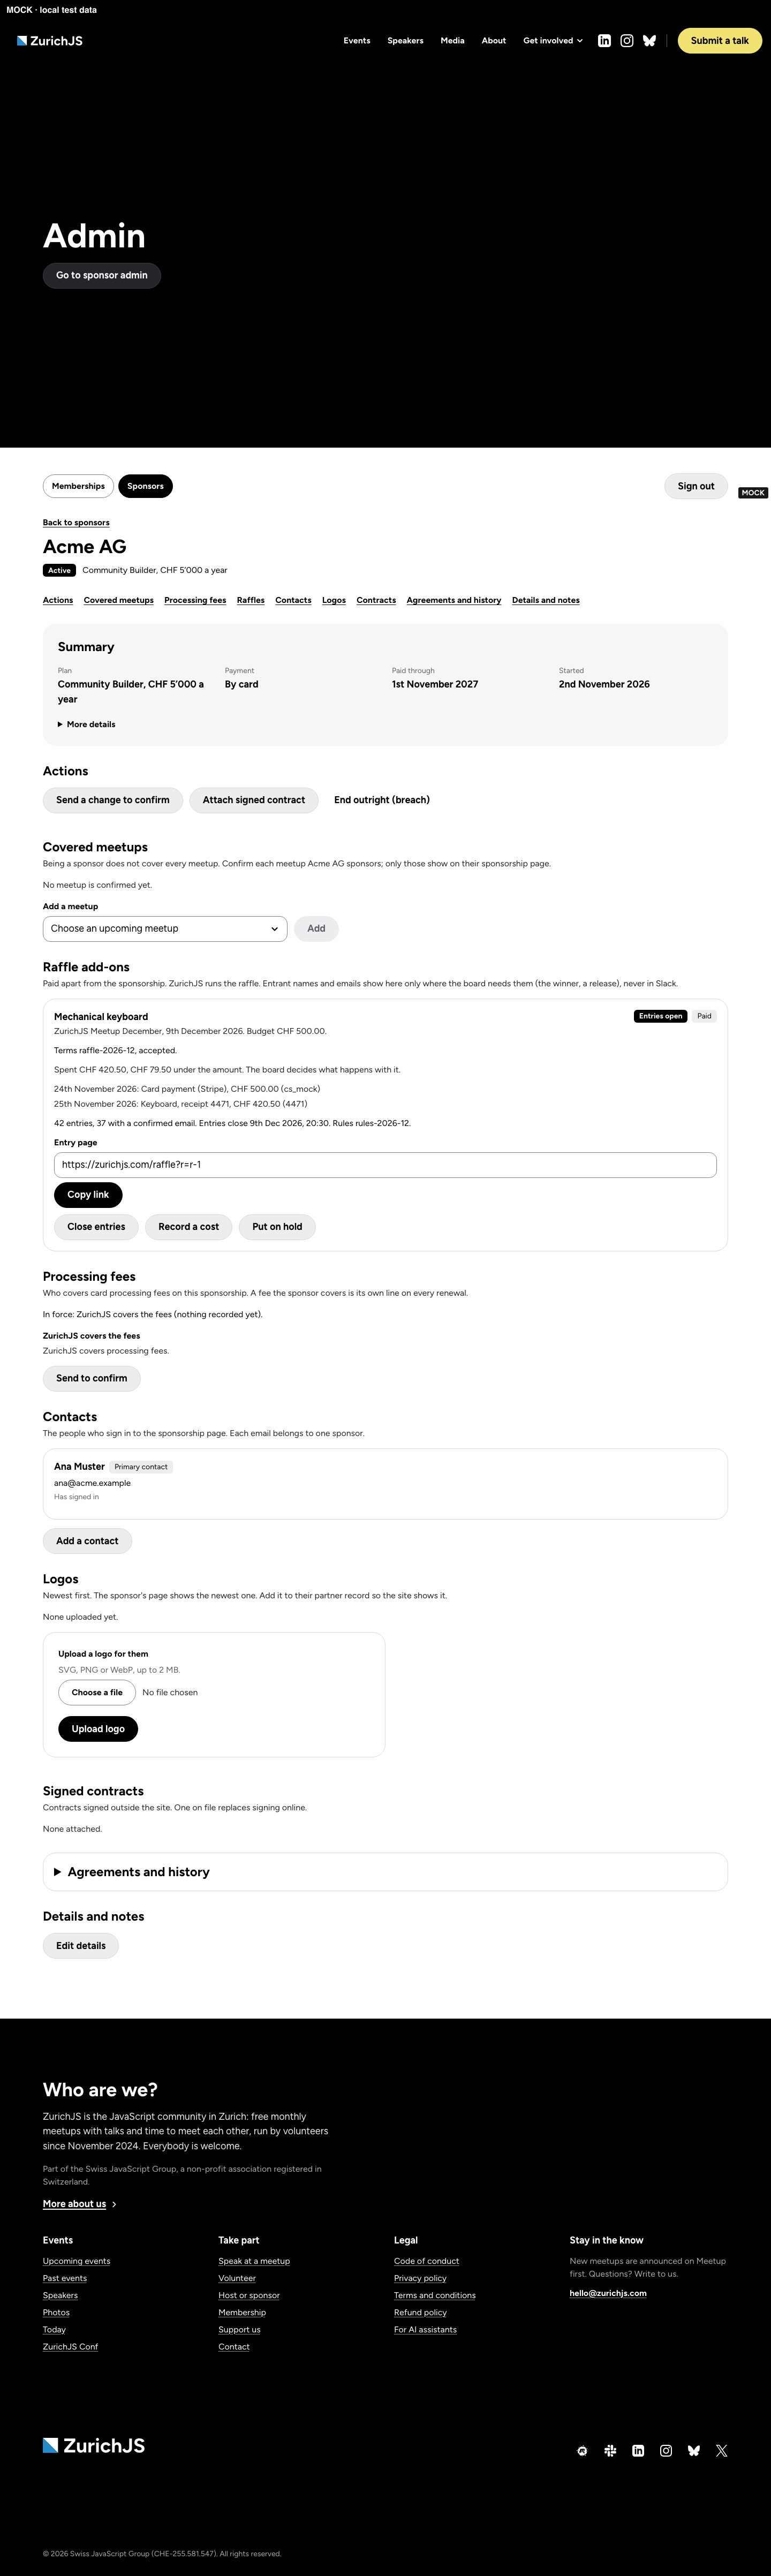 MOCK · local test data
ZurichJS
Events
Speakers
Media
About
Get involved
Submit a talk
Admin
Go to sponsor admin
Memberships
Sponsors
Sign out
MOCK
Back to sponsors
Acme AG
Active
Community Builder, CHF 5’000 a year
Actions
Covered meetups
Processing fees
Raffles
Contacts
Logos
Contracts
Agreements and history
Details and notes
Summary
Plan
Community Builder, CHF 5’000 a
year
Payment
By card
Paid through
1st November 2027
Started
2nd November 2026
More details
Actions
Send a change to confirm
Attach signed contract
End outright (breach)
Covered meetups
Being a sponsor does not cover every meetup. Confirm each meetup Acme AG sponsors; only those show on their sponsorship page.
No meetup is confirmed yet.
Add a meetup
Choose an upcoming meetup
Add
Raffle add-ons
Paid apart from the sponsorship. ZurichJS runs the raffle. Entrant names and emails show here only where the board needs them (the winner, a release), never in Slack.
Mechanical keyboard
Entries open
Paid
ZurichJS Meetup December, 9th December 2026. Budget CHF 500.00.
Terms raffle-2026-12, accepted.
Spent CHF 420.50, CHF 79.50 under the amount. The board decides what happens with it.
24th November 2026: Card payment (Stripe), CHF 500.00 (cs_mock)
25th November 2026: Keyboard, receipt 4471, CHF 420.50 (4471)
42 entries, 37 with a confirmed email. Entries close 9th Dec 2026, 20:30. Rules rules-2026-12.
Entry page
https://zurichjs.com/raffle?r=r-1
Copy link
Close entries
Record a cost
Put on hold
Processing fees
Who covers card processing fees on this sponsorship. A fee the sponsor covers is its own line on every renewal.
In force: ZurichJS covers the fees (nothing recorded yet).
ZurichJS covers the fees
ZurichJS covers processing fees.
Send to confirm
Contacts
The people who sign in to the sponsorship page. Each email belongs to one sponsor.
Ana Muster
Primary contact
ana@acme.example
Has signed in
Add a contact
Logos
Newest first. The sponsor's page shows the newest one. Add it to their partner record so the site shows it.
None uploaded yet.
Upload a logo for them
SVG, PNG or WebP, up to 2 MB.
Choose a file
No file chosen
Upload logo
Signed contracts
Contracts signed outside the site. One on file replaces signing online.
None attached.
Agreements and history
Details and notes
Edit details
Who are we?
ZurichJS is the JavaScript community in Zurich: free monthly
meetups with talks and time to meet each other, run by volunteers
since November 2024. Everybody is welcome.
Part of the Swiss JavaScript Group, a non-profit association registered in
Switzerland.
More about us
Events
Upcoming events
Past events
Speakers
Photos
Today
ZurichJS Conf
Take part
Speak at a meetup
Volunteer
Host or sponsor
Membership
Support us
Contact
Legal
Code of conduct
Privacy policy
Terms and conditions
Refund policy
For AI assistants
Stay in the know
New meetups are announced on Meetup
first. Questions? Write to us.
hello@zurichjs.com
ZurichJS
© 2026 Swiss JavaScript Group (CHE-255.581.547). All rights reserved.